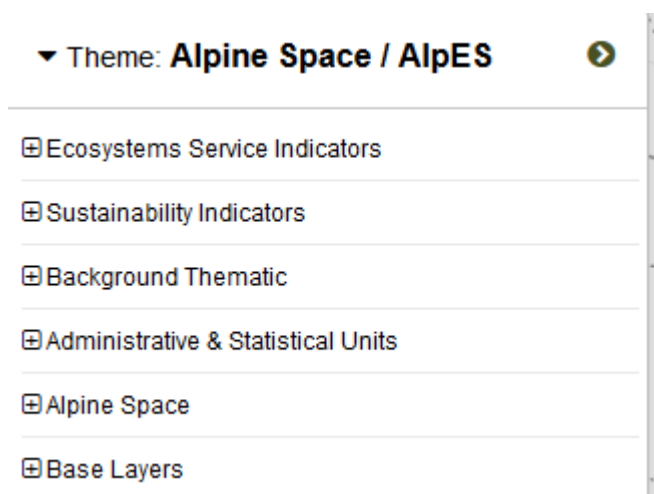 Theme: Alpine Space / AlpES
Ecosystems Service Indicators
Sustainability Indicators
Background Thematic
Administrative & Statistical Units
Alpine Space
Base Layers